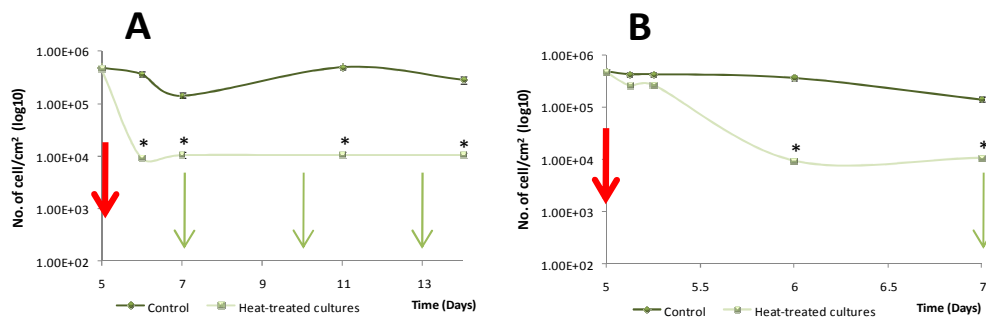 A
No. of cell/cm² (log10)
1.00E+06
1.00E+05
1.00E+04
1.00E+03
1.00E+02
* * * *
5 7 9 11 13
Control Heat-treated cultures Time (Days)
B
No. of cell/cm² (log10)
1.00E+06
1.00E+05
1.00E+04
1.00E+03
1.00E+02
* *
5 5.5 6 6.5 7
Control Heat-treated cultures Time (Days)